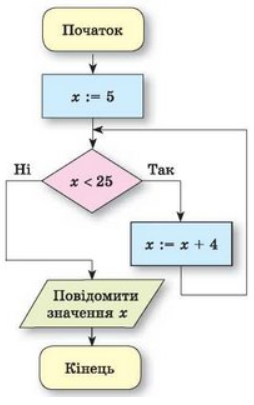 Початок
x := 5
Ні
x < 25
Так
x := x + 4
Повідомити
значення x
Кінець